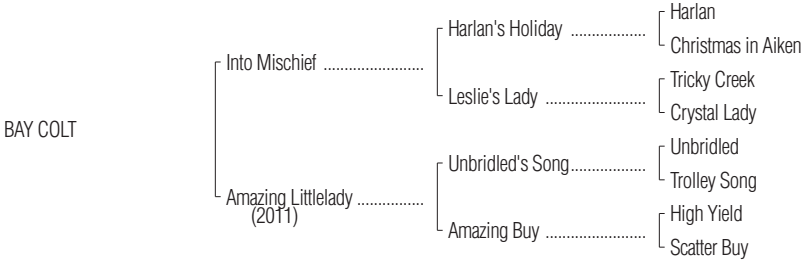 Harlan
Harlan's Holiday ..................
Christmas in Aiken
Into Mischief ........................
Tricky Creek
Leslie's Lady ........................
Crystal Lady
BAY COLT
Unbridled
Unbridled's Song..................
Trolley Song
Amazing Littlelady ................
(2011)
High Yield
Amazing Buy ........................
Scatter Buy